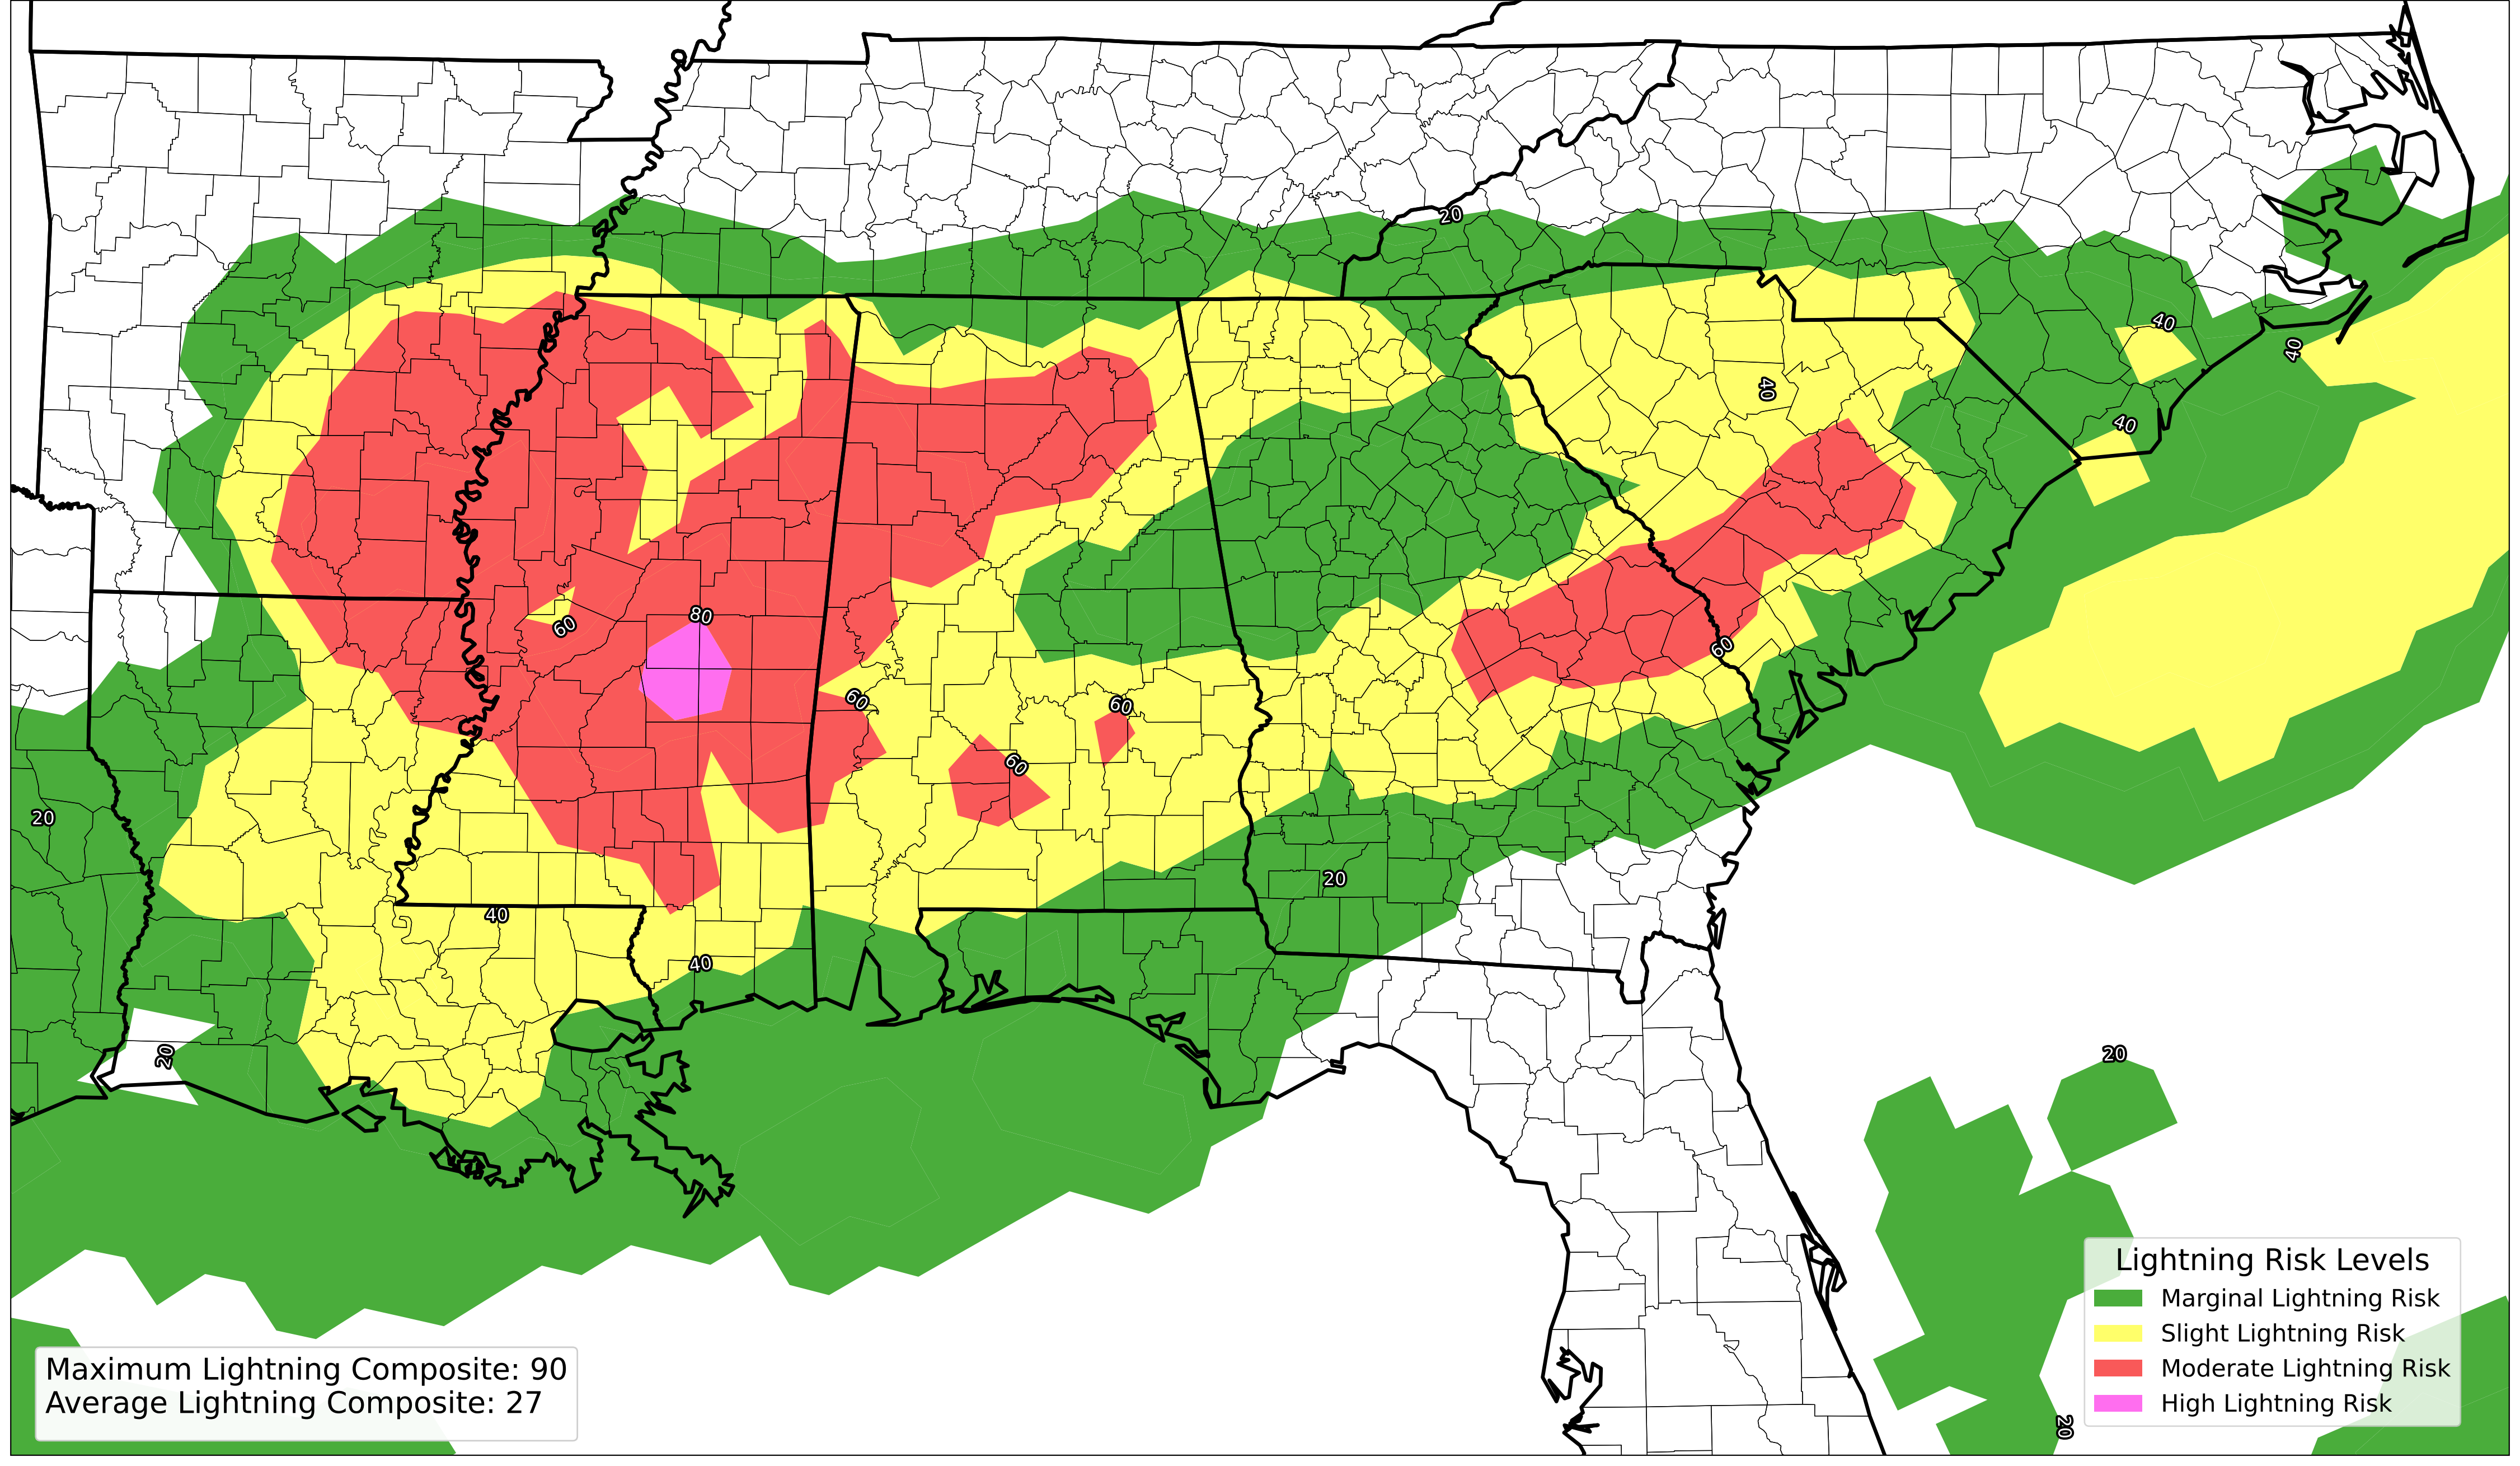 20
40
40
40
40
80
60
60
60
60
60
20
20
40
40
20
20
Lightning Risk Levels
Marginal Lightning Risk
Slight Lightning Risk
Moderate Lightning Risk
High Lightning Risk
Maximum Lightning Composite: 90
Average Lightning Composite: 27
20